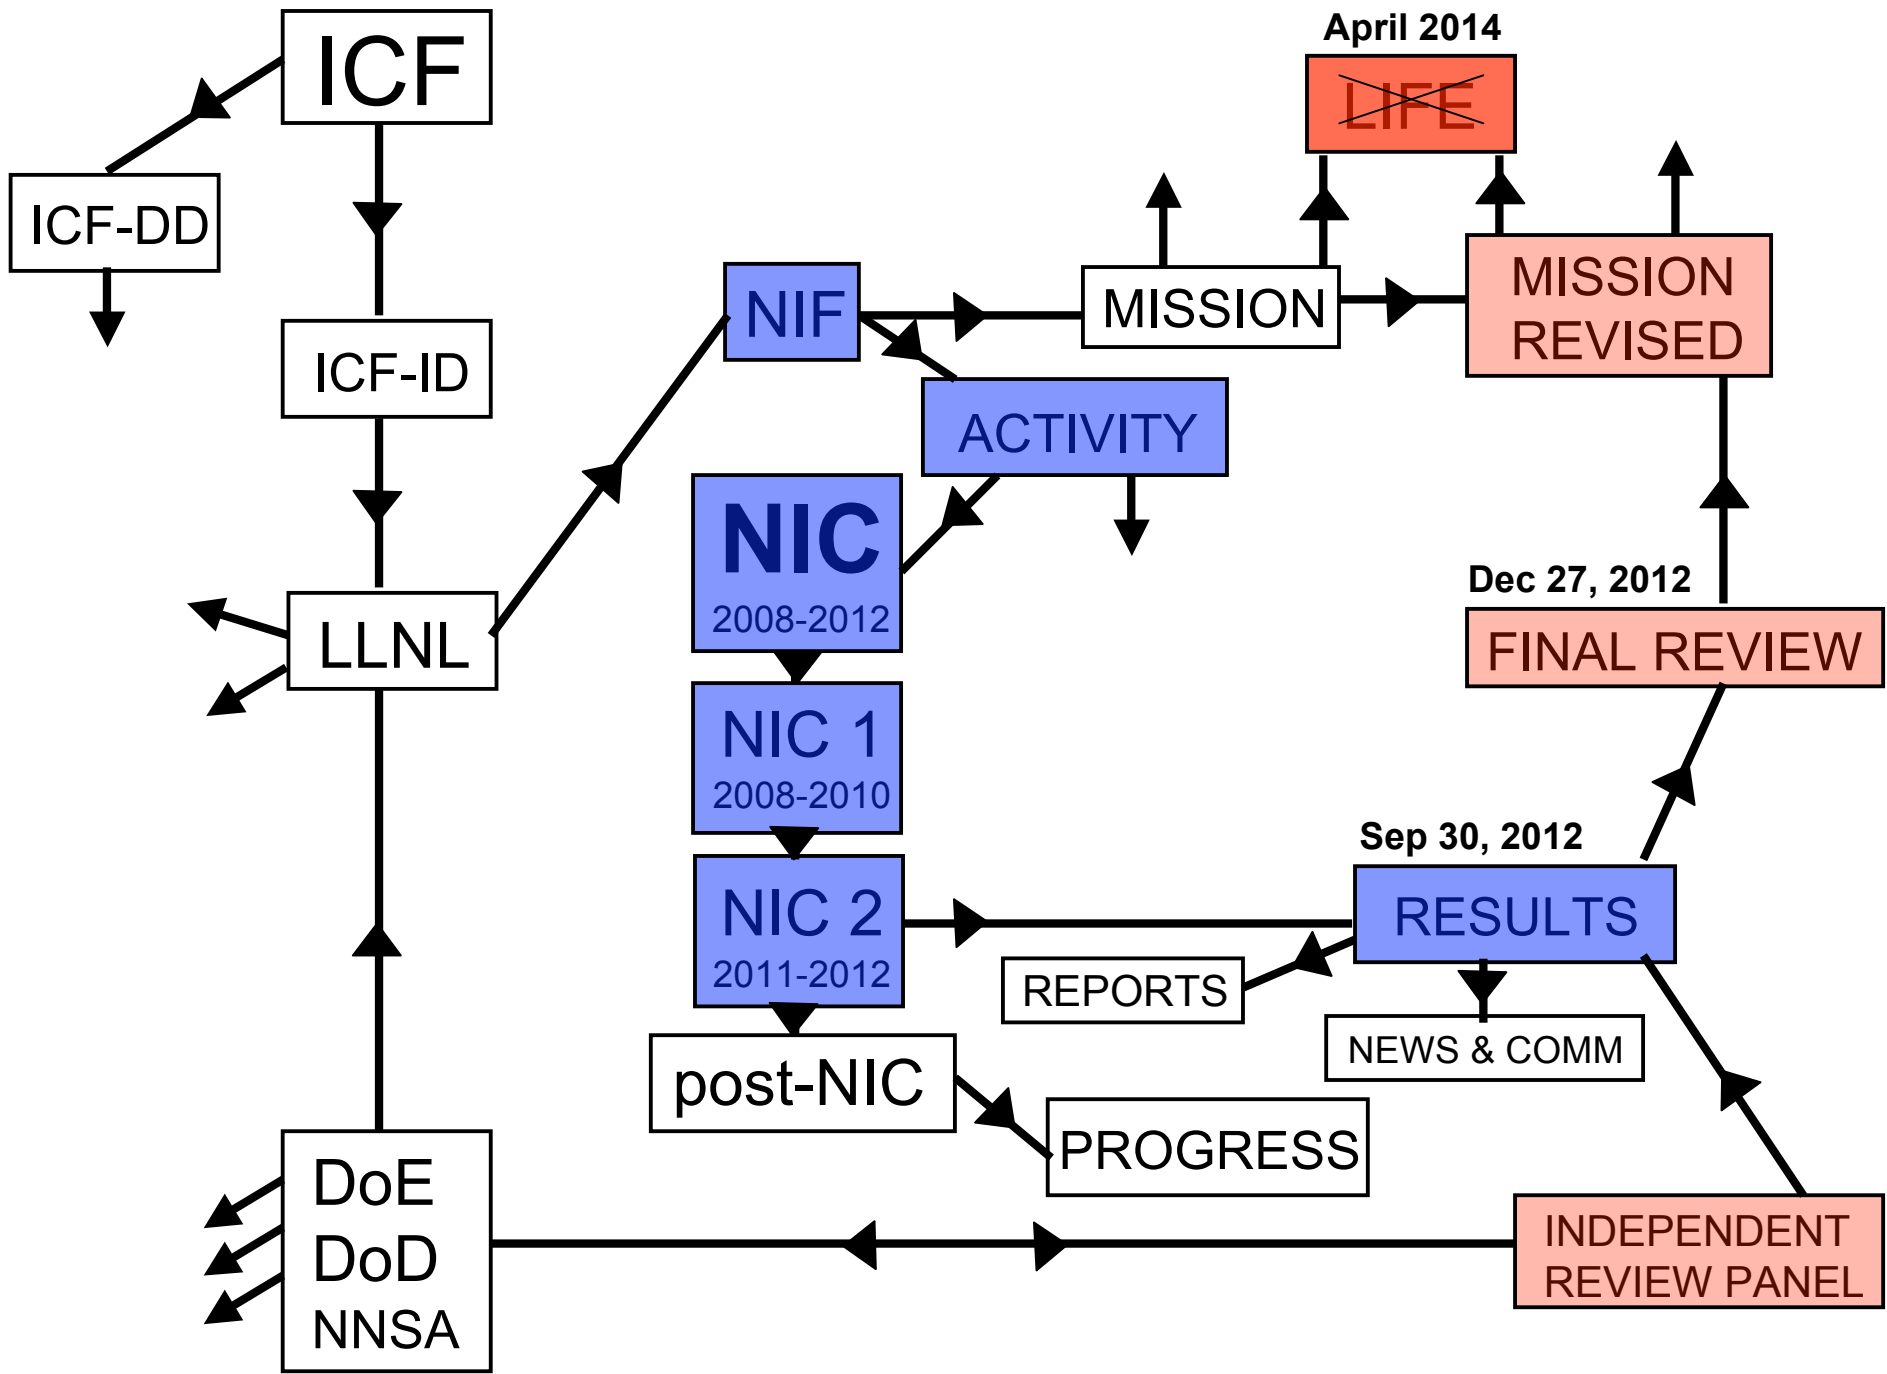 ICF
April 2014
LIFE
ICF-DD
ICF-ID
NIF
MISSION
MISSION
REVISED
ACTIVITY
NIC
2008-2012
LLNL
Dec 27, 2012
FINAL REVIEW
NIC 1
2008-2010
Sep 30, 2012
NIC 2
2011-2012
RESULTS
REPORTS
NEWS & COMM
post-NIC
PROGRESS
DoE
DoD
NNSA
INDEPENDENT
REVIEW PANEL